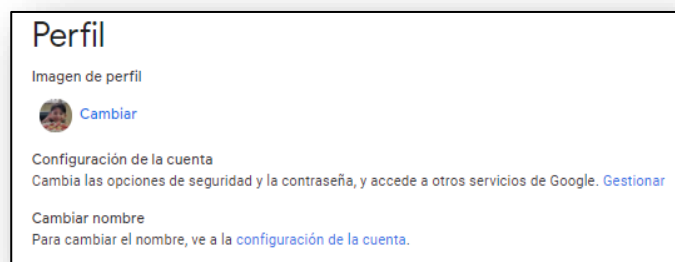 Perfil
Imagen de perfil
Cambiar
Configuración de la cuenta
Cambia las opciones de seguridad y la contraseña, y accede a otros servicios de Google. Gestionar
Cambiar nombre
Para cambiar el nombre, ve a la configuración de la cuenta.